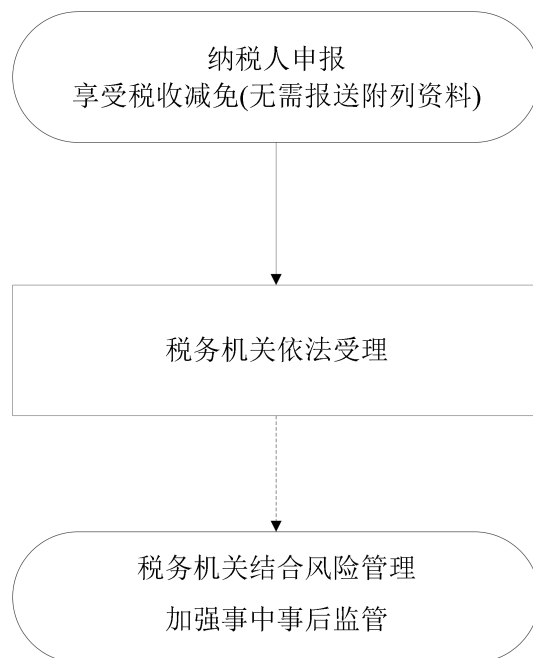 纳税人申报
享受税收减免(无需报送附列资料)
税务机关依法受理
税务机关结合风险管理
加强事中事后监管